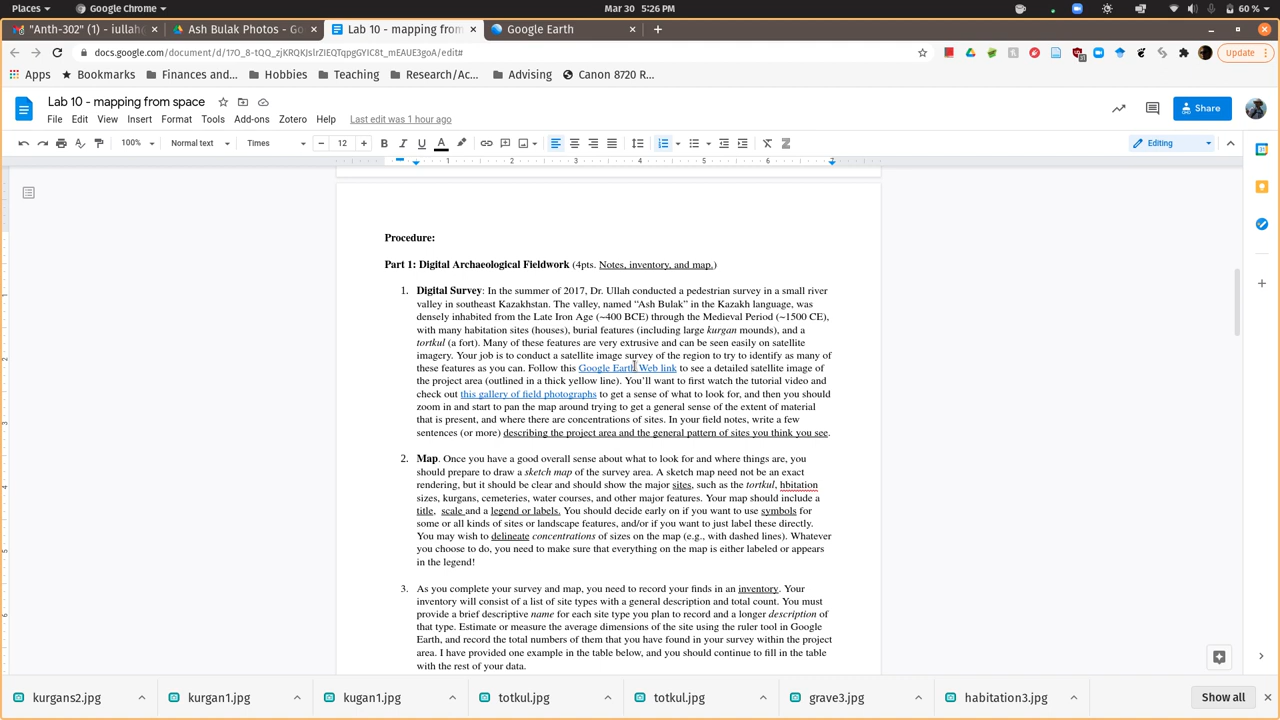 Places Google Chrome Mar 30 5:26 PM 60 %
"Anth-302" (1) - iullah@ Ash Bulak Photos - Go Lab 10 - mapping from Google Earth
Update
Apps Bookmarks Finances and... Hobbies Teaching Research/Ac... Advising Canon 8720 R...
Lab 10 - mapping from space
File Edit View Insert Format Tools Add-ons Zotero Help Last edit was 1 hour ago
Share
100% Normal text Times 12 Editing
1 2 3 4 5 6 7
Procedure:
Part 1: Digital Archaeological Fieldwork (4pts. Notes, inventory, and map.)
1. Digital Survey: In the summer of 2017, Dr. Ullah conducted a pedestrian survey in a small river
valley in southeast Kazakhstan. The valley, named “Ash Bulak” in the Kazakh language, was
densely inhabited from the Late Iron Age (~400 BCE) through the Medieval Period (~1500 CE),
with many habitation sites (houses), burial features (including large kurgan mounds), and a
tortkul (a fort). Many of these features are very extrusive and can be seen easily on satellite
imagery. Your job is to conduct a satellite image survey of the region to try to identify as many of
these features as you can. Follow this Google Earth Web link to see a detailed satellite image of
the project area (outlined in a thick yellow line). You’ll want to first watch the tutorial video and
check out this gallery of field photographs to get a sense of what to look for, and then you should
zoom in and start to pan the map around trying to get a general sense of the extent of material
that is present, and where there are concentrations of sites. In your field notes, write a few
sentences (or more) describing the project area and the general pattern of sites you think you see.
2. Map. Once you have a good overall sense about what to look for and where things are, you
should prepare to draw a sketch map of the survey area. A sketch map need not be an exact
rendering, but it should be clear and should show the major sites, such as the tortkul, hbitation
sizes, kurgans, cemeteries, water courses, and other major features. Your map should include a
title, scale and a legend or labels. You should decide early on if you want to use symbols for
some or all kinds of sites or landscape features, and/or if you want to just label these directly.
You may wish to delineate concentrations of sizes on the map (e.g., with dashed lines). Whatever
you choose to do, you need to make sure that everything on the map is either labeled or appears
in the legend!
3. As you complete your survey and map, you need to record your finds in an inventory. Your
inventory will consist of a list of site types with a general description and total count. You must
provide a brief descriptive name for each site type you plan to record and a longer description of
that type. Estimate or measure the average dimensions of the site using the ruler tool in Google
Earth, and record the total numbers of them that you have found in your survey within the project
area. I have provided one example in the table below, and you should continue to fill in the table
with the rest of your data.
kurgans2.jpg kurgan1.jpg kugan1.jpg totkul.jpg totkul.jpg grave3.jpg habitation3.jpg Show all